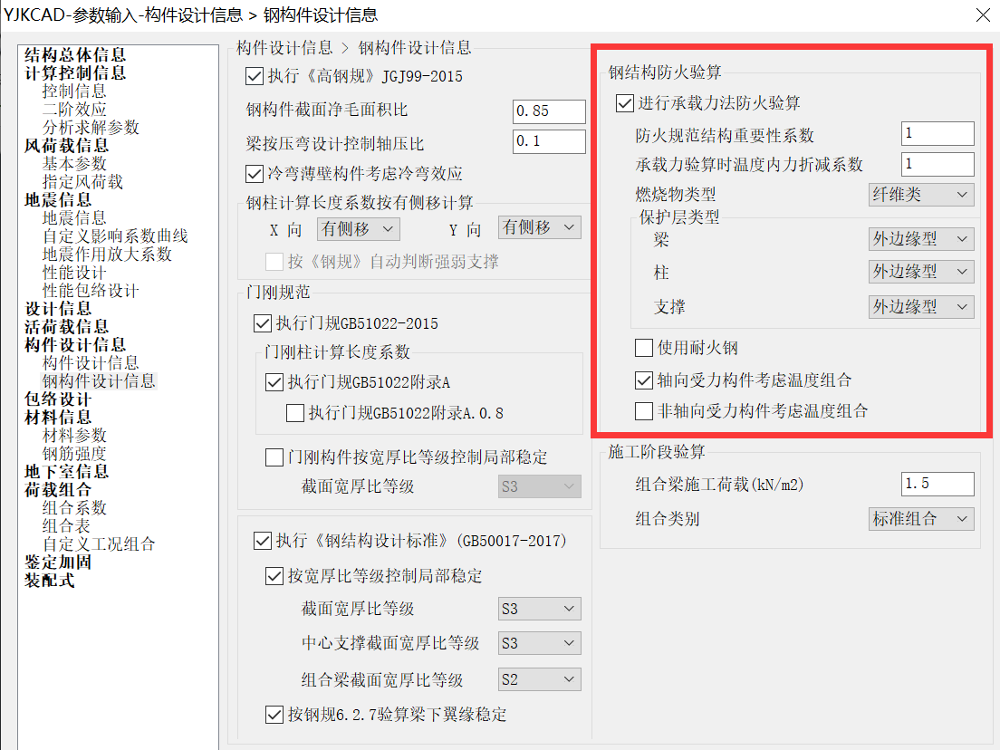 YJKCAD-参数输入-构件设计信息 > 钢构件设计信息
结构总体信息
计算控制信息
控制信息
二阶效应
分析求解参数
风荷载信息
基本参数
指定风荷载
地震信息
地震信息
自定义影响系数曲线
地震作用放大系数
性能设计
性能包络设计
设计信息
活荷载信息
构件设计信息
构件设计信息
钢构件设计信息
包络设计
材料信息
材料参数
钢筋强度
地下室信息
荷载组合
组合系数
组合表
自定义工况组合
鉴定加固
装配式
构件设计信息 > 钢构件设计信息
执行《高钢规》JGJ99-2015
钢构件截面净毛面积比 0.85
梁按压弯设计控制轴压比 0.1
冷弯薄壁构件考虑冷弯效应
钢柱计算长度系数按有侧移计算
X 向 有侧移 Y 向 有侧移
按《钢规》自动判断强弱支撑
门刚规范
执行门规GB51022-2015
门刚柱计算长度系数
执行门规GB51022附录A
执行门规GB51022附录A.0.8
门刚构件按宽厚比等级控制局部稳定
截面宽厚比等级 S3
执行《钢结构设计标准》(GB50017-2017)
按宽厚比等级控制局部稳定
截面宽厚比等级 S3
中心支撑截面宽厚比等级 S3
组合梁截面宽厚比等级 S2
按钢规6.2.7验算梁下翼缘稳定
钢结构防火验算
进行承载力法防火验算
防火规范结构重要性系数 1
承载力验算时温度内力折减系数 1
燃烧物类型 纤维类
保护层类型
梁 外边缘型
柱 外边缘型
支撑 外边缘型
使用耐火钢
轴向受力构件考虑温度组合
非轴向受力构件考虑温度组合
施工阶段验算
组合梁施工荷载(kN/m2) 1.5
组合类别 标准组合